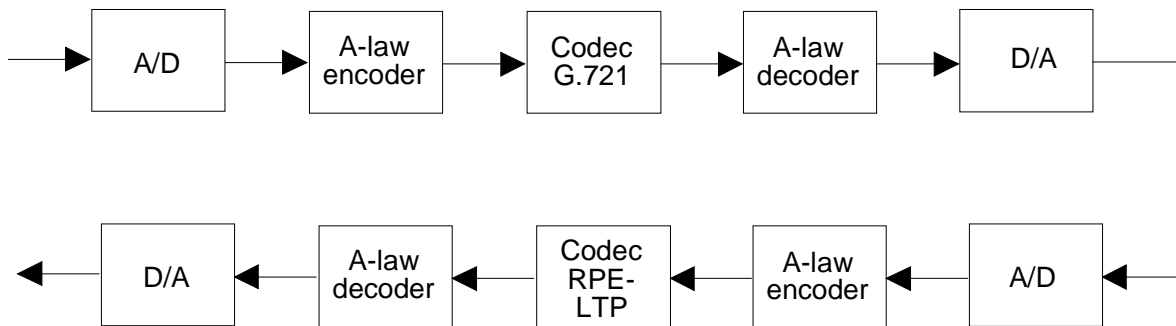 A/D
A-law
encoder
Codec
G.721
A-law
decoder
D/A
D/A
A-law
decoder
Codec
RPE-
LTP
A-law
encoder
A/D